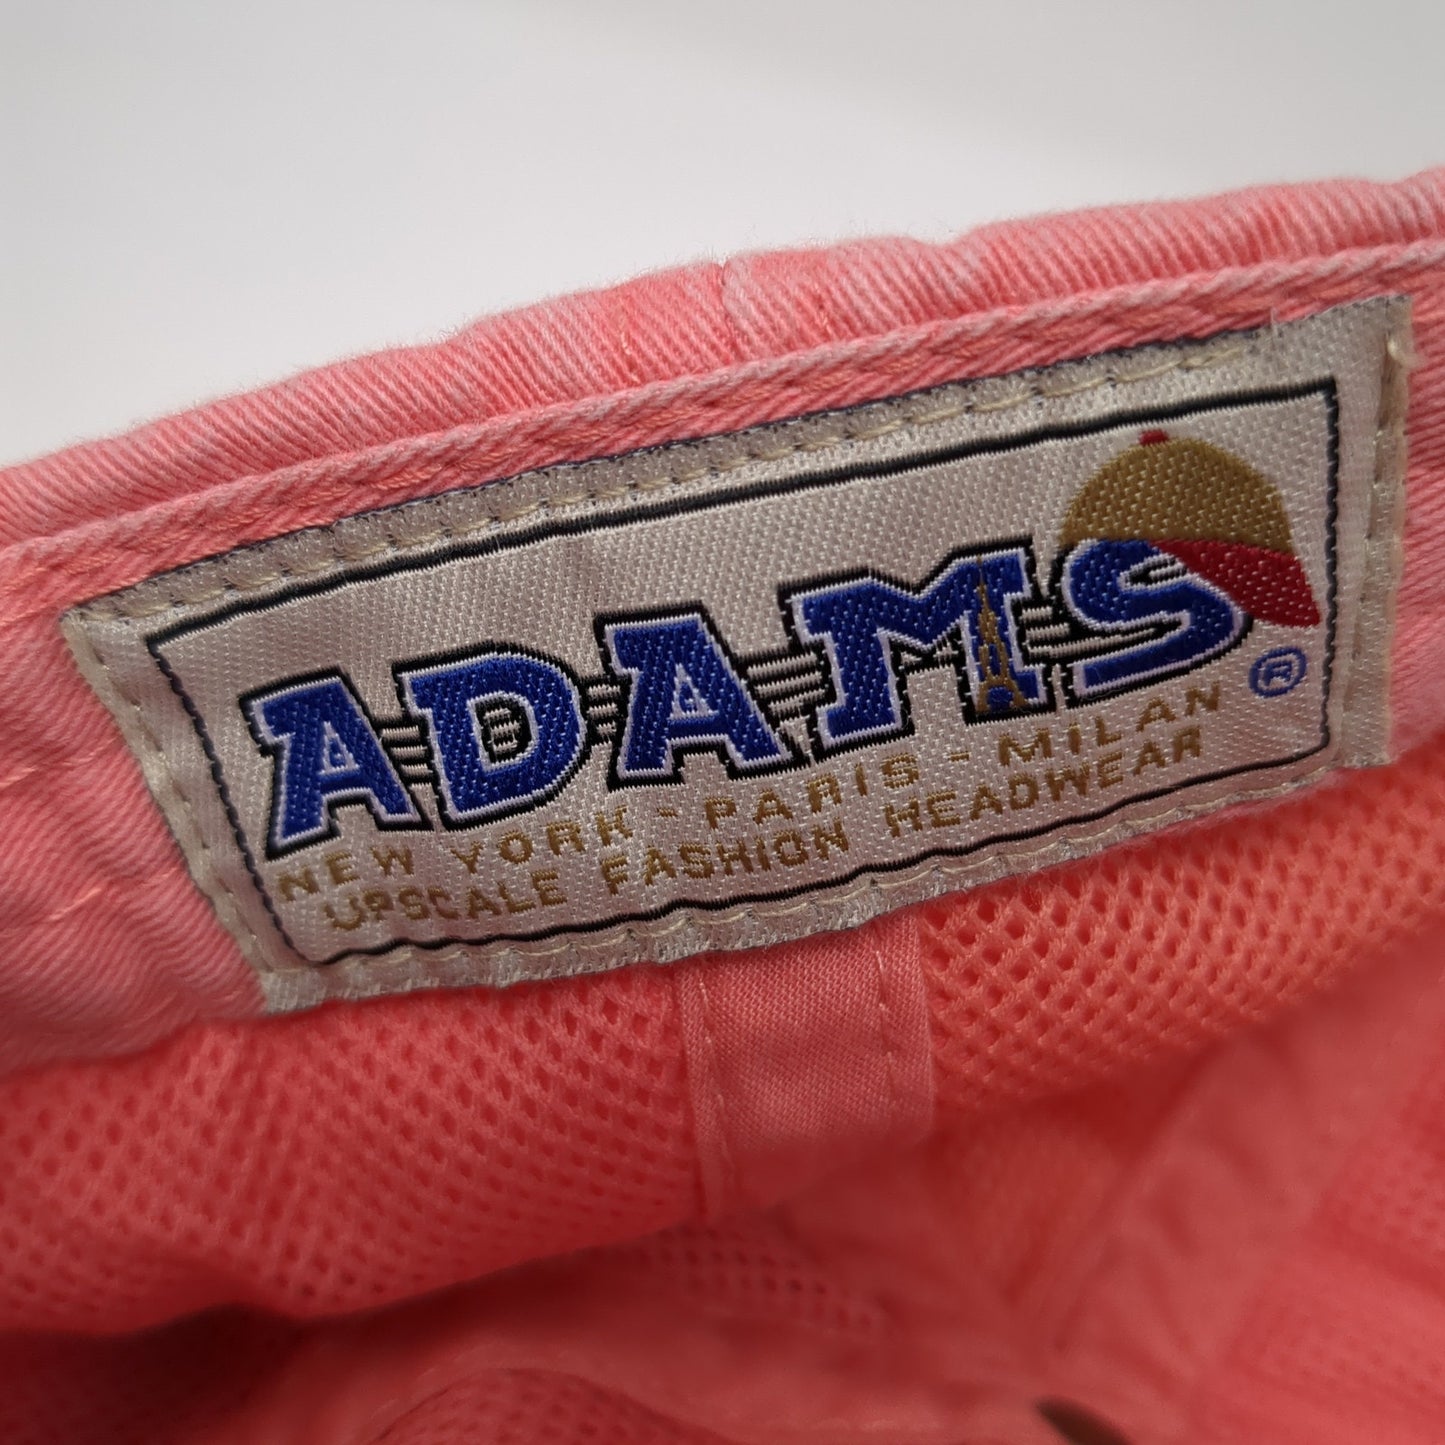 ADAMS ®
NEW YORK - PARIS - MILAN
UPSCALE FASHION HEADWEAR